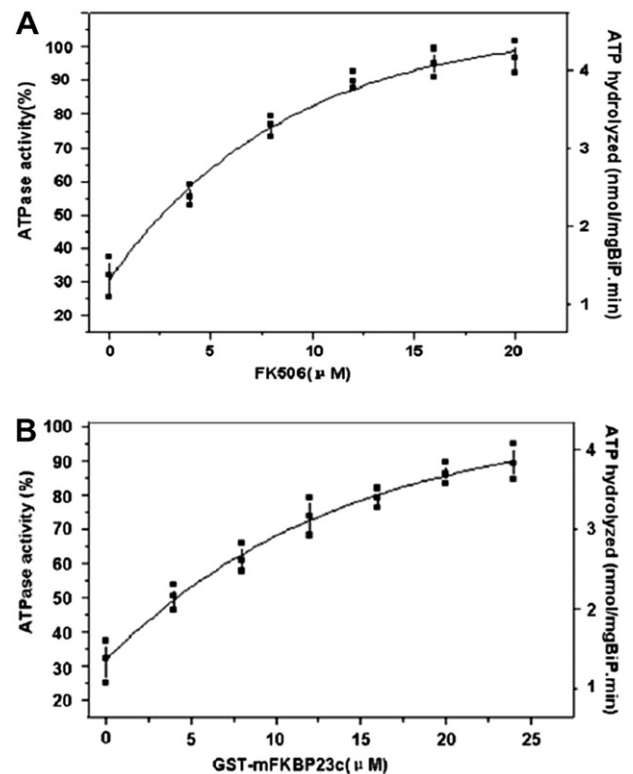 A
ATPase activity(%)
100
90
80
70
60
50
40
30
20
4
3
2
1
ATP hydrolyzed (nmol/mgBiP.min)
0 5 10 15 20
FK506(μM)
B
ATPase activity (%)
100
90
80
70
60
50
40
30
20
4
3
2
1
ATP hydrolyzed (nmol/mgBiP.min)
0 5 10 15 20 25
GST-mFKBP23c(μM)